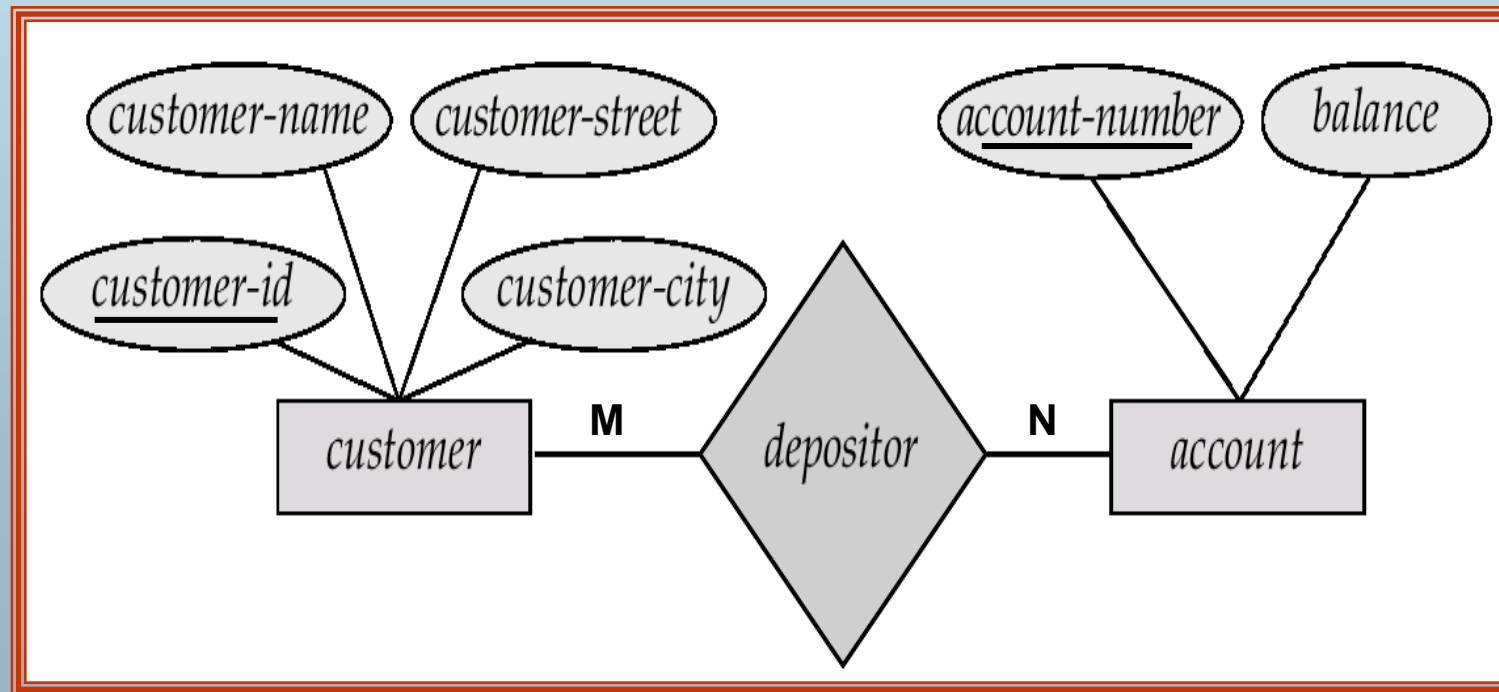 customer-name customer-street account-number balance
customer-id customer-city
M N
customer depositor account